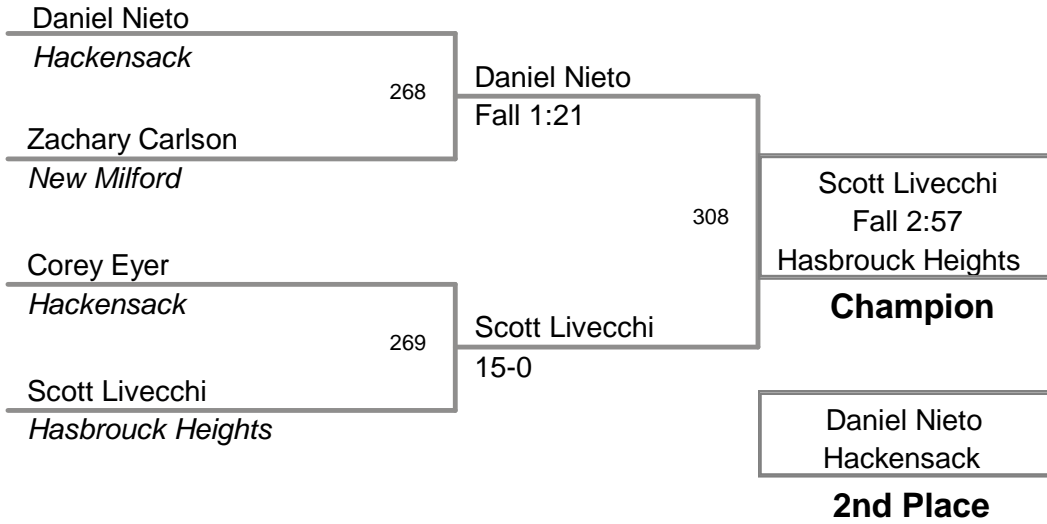 Daniel Nieto
Hackensack
268
Zachary Carlson
New Milford
Daniel Nieto
Fall 1:21
Corey Eyer
Hackensack
269
Scott Livecchi
Hasbrouck Heights
Scott Livecchi
15-0
308
Scott Livecchi
Fall 2:57
Hasbrouck Heights
Champion
Daniel Nieto
Hackensack
2nd Place